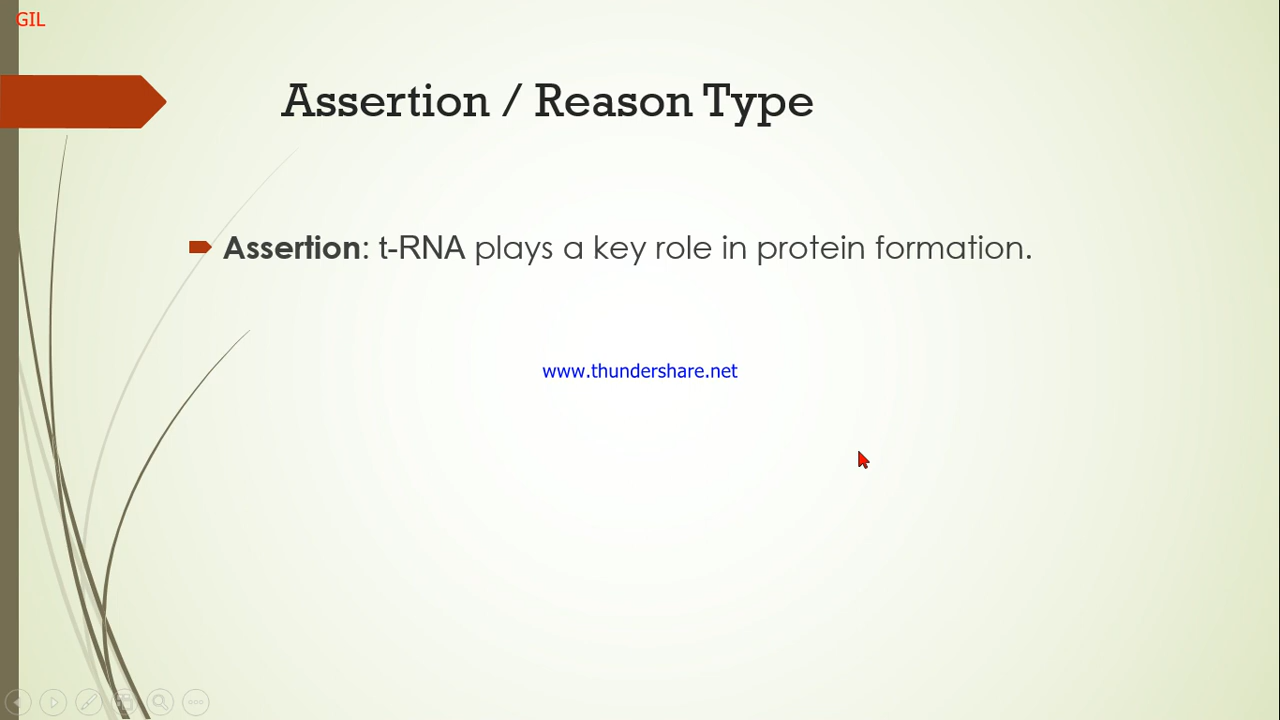 GIL
Assertion / Reason Type
Assertion: t-RNA plays a key role in protein formation.
www.thundershare.net